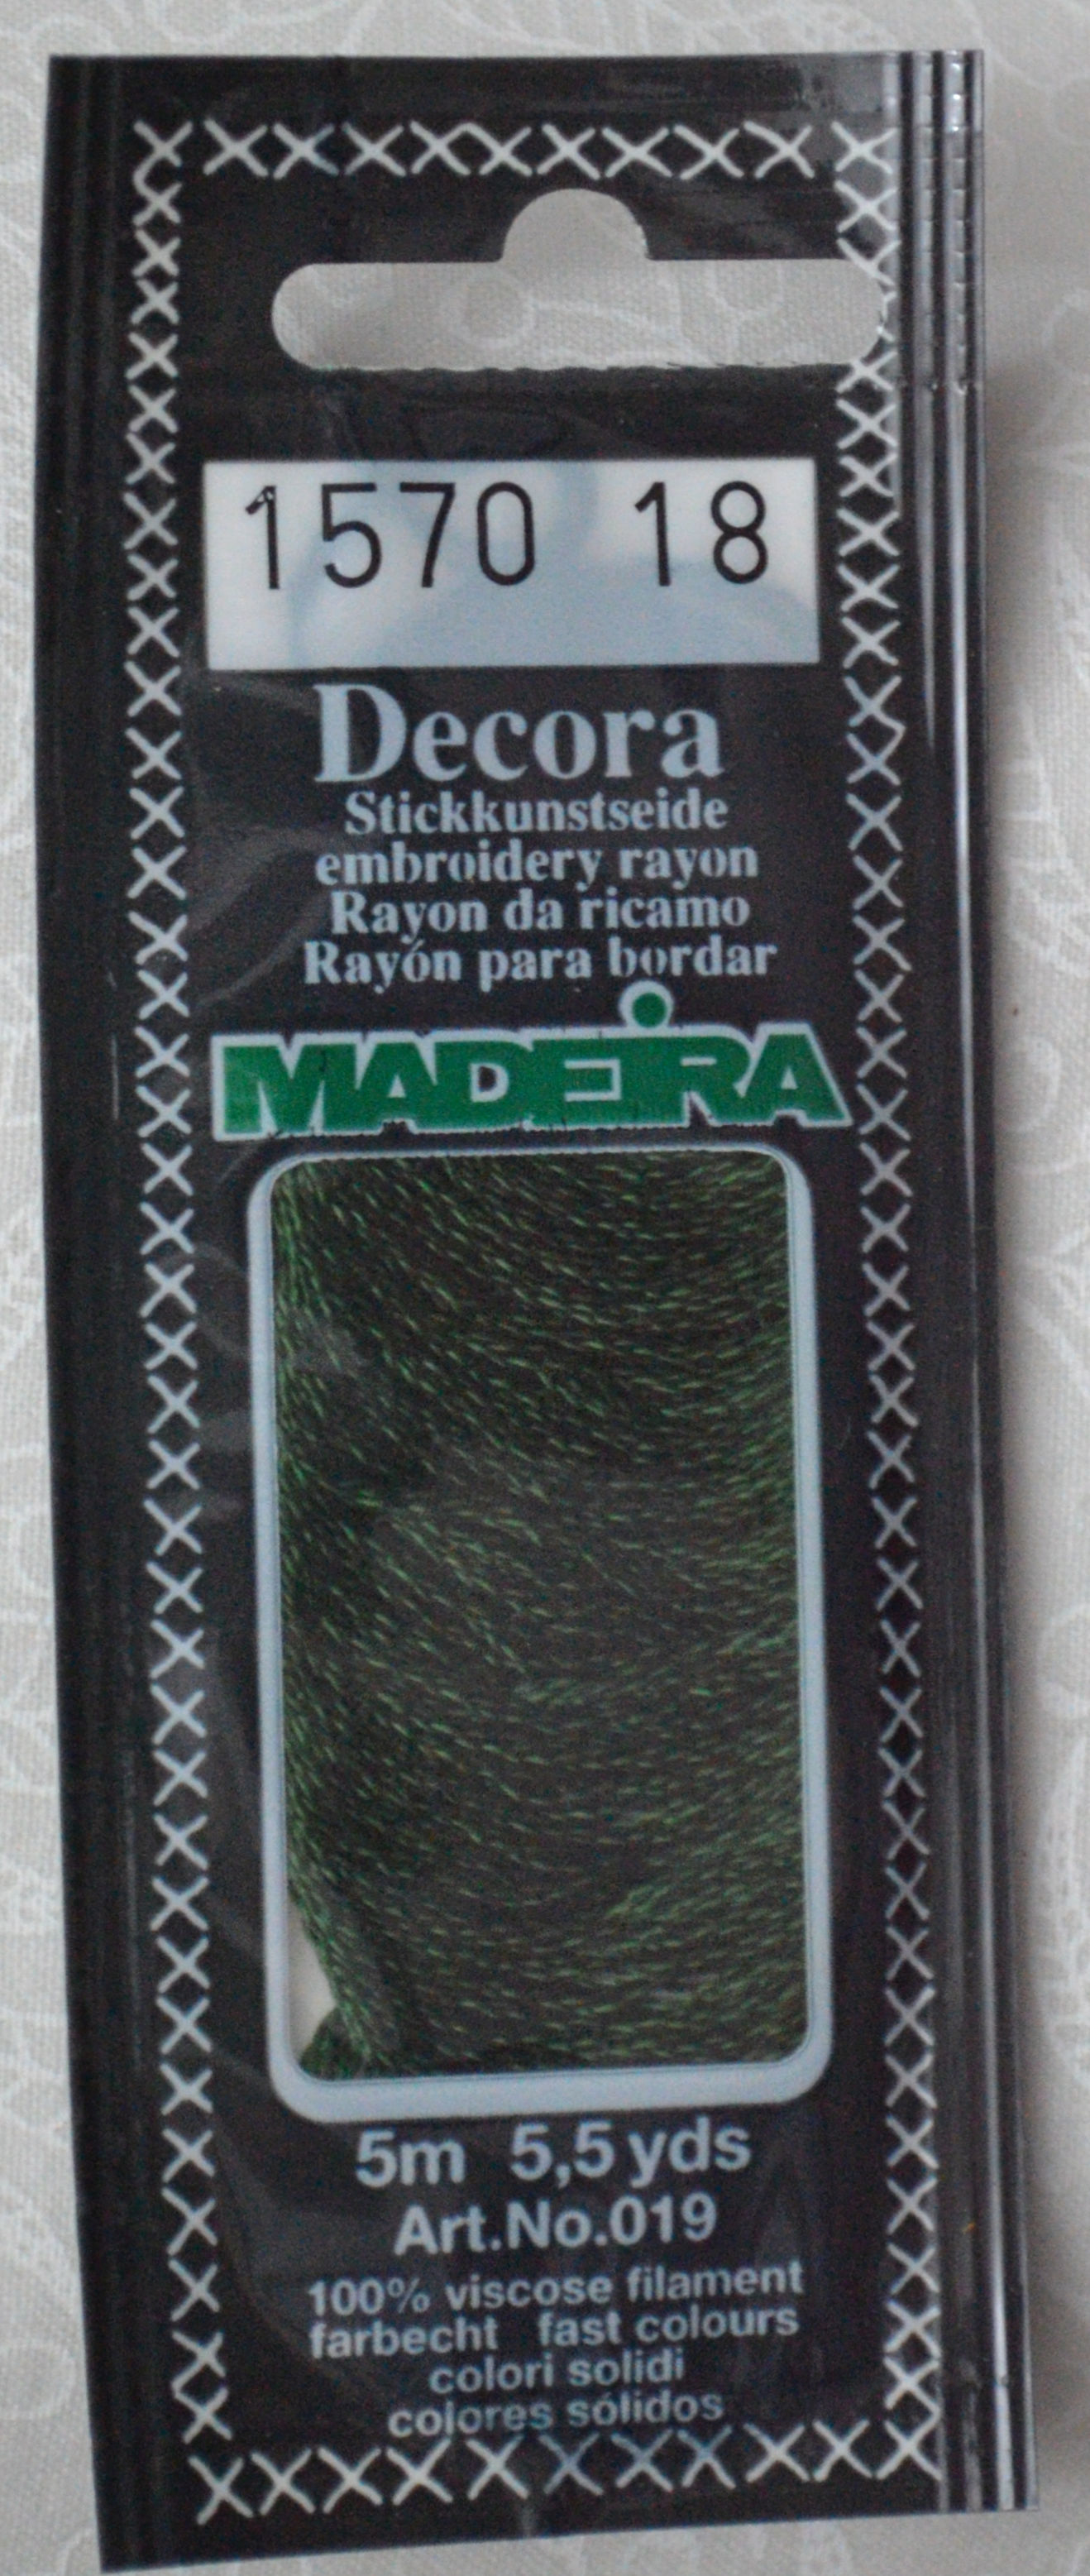 1570 18
Decora
Stickkunstseide
embroidery rayon
Rayon da ricamo
Rayón para bordar
MADEIRA
5m 5,5 yds
Art.No.019
100% viscose filament
farbecht fast colours
colori solidi
colores sólidos